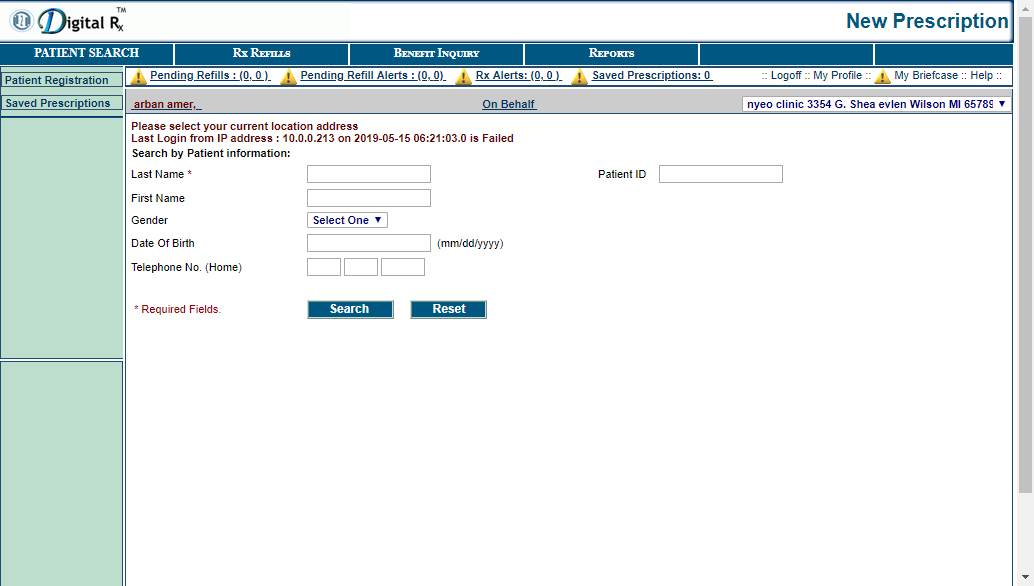 Digital Rx TM
New Prescription
PATIENT SEARCH RX REFILLS BENEFIT INQUIRY REPORTS
Patient Registration
Saved Prescriptions
Pending Refills : (0, 0 ) Pending Refill Alerts : (0, 0) Rx Alerts: (0, 0 ) Saved Prescriptions: 0 :: Logoff :: My Profile :: My Briefcase :: Help ::
arban amer, On Behalf nyeo clinic 3354 G. Shea evlen Wilson MI 65789
Please select your current location address
Last Login from IP address : 10.0.0.213 on 2019-05-15 06:21:03.0 is Failed
Search by Patient information:
Last Name * Patient ID
First Name
Gender Select One
Date Of Birth (mm/dd/yyyy)
Telephone No. (Home)
* Required Fields. Search Reset